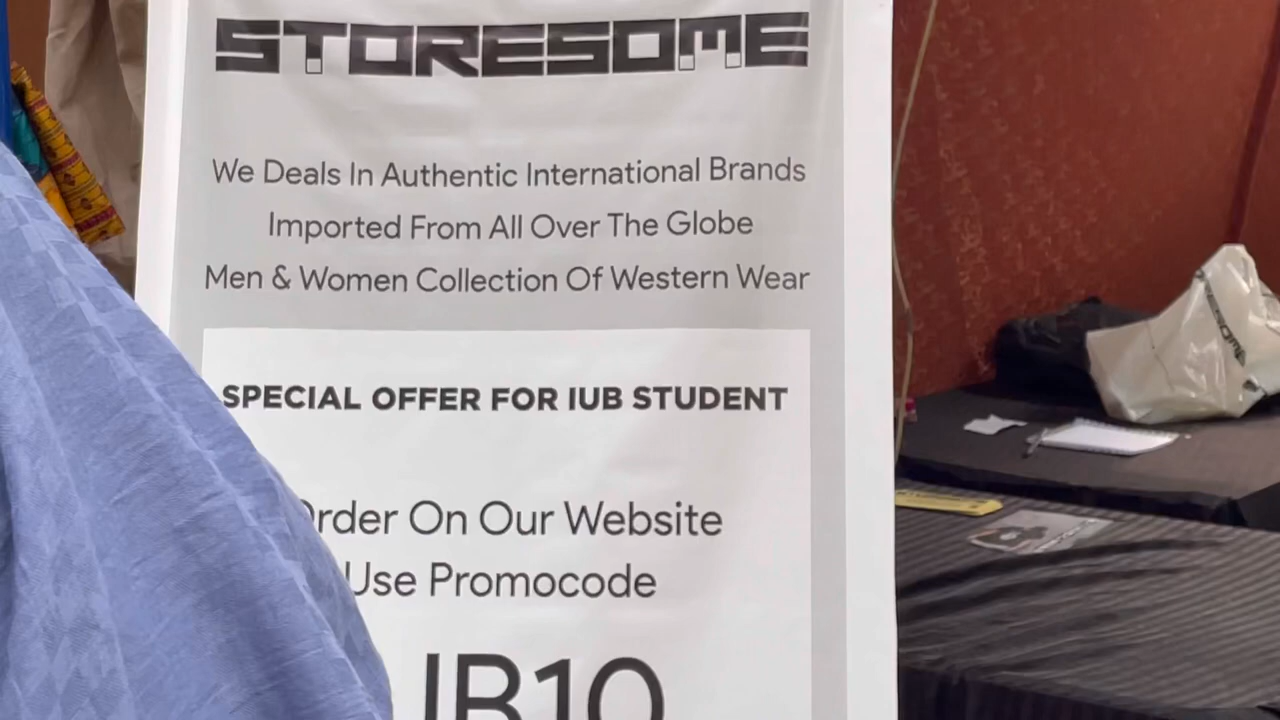 STORESOME
We Deals In Authentic International Brands
Imported From All Over The Globe
Men & Women Collection Of Western Wear
SPECIAL OFFER FOR IUB STUDENT
Order On Our Website
Use Promocode